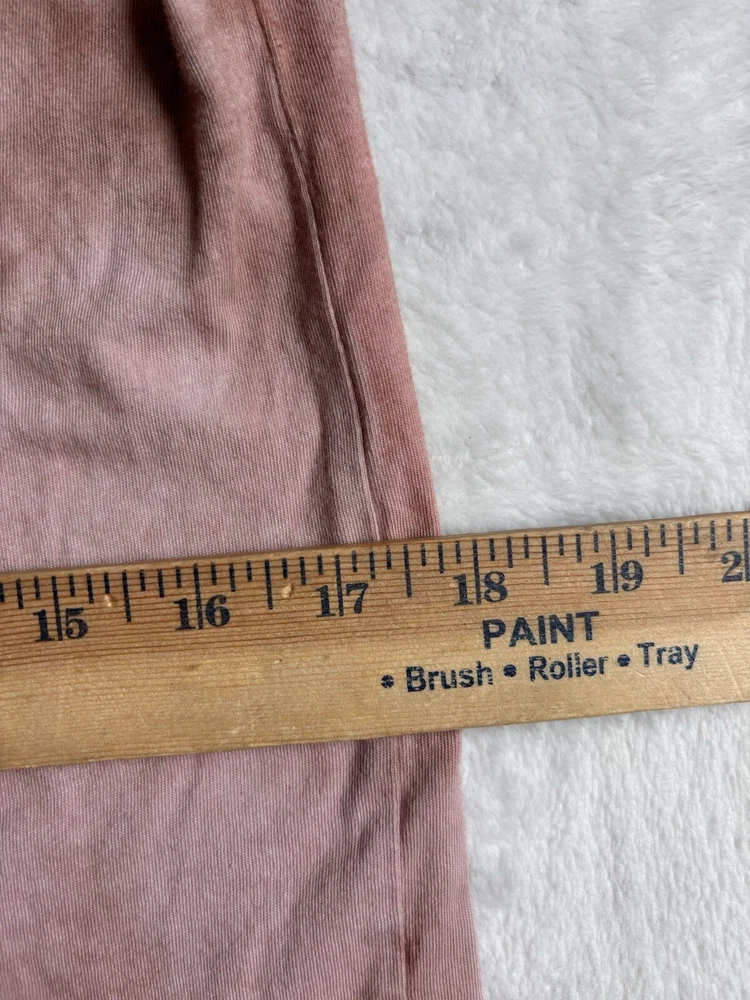 15 16 17 18 19 2
PAINT
• Brush • Roller • Tray